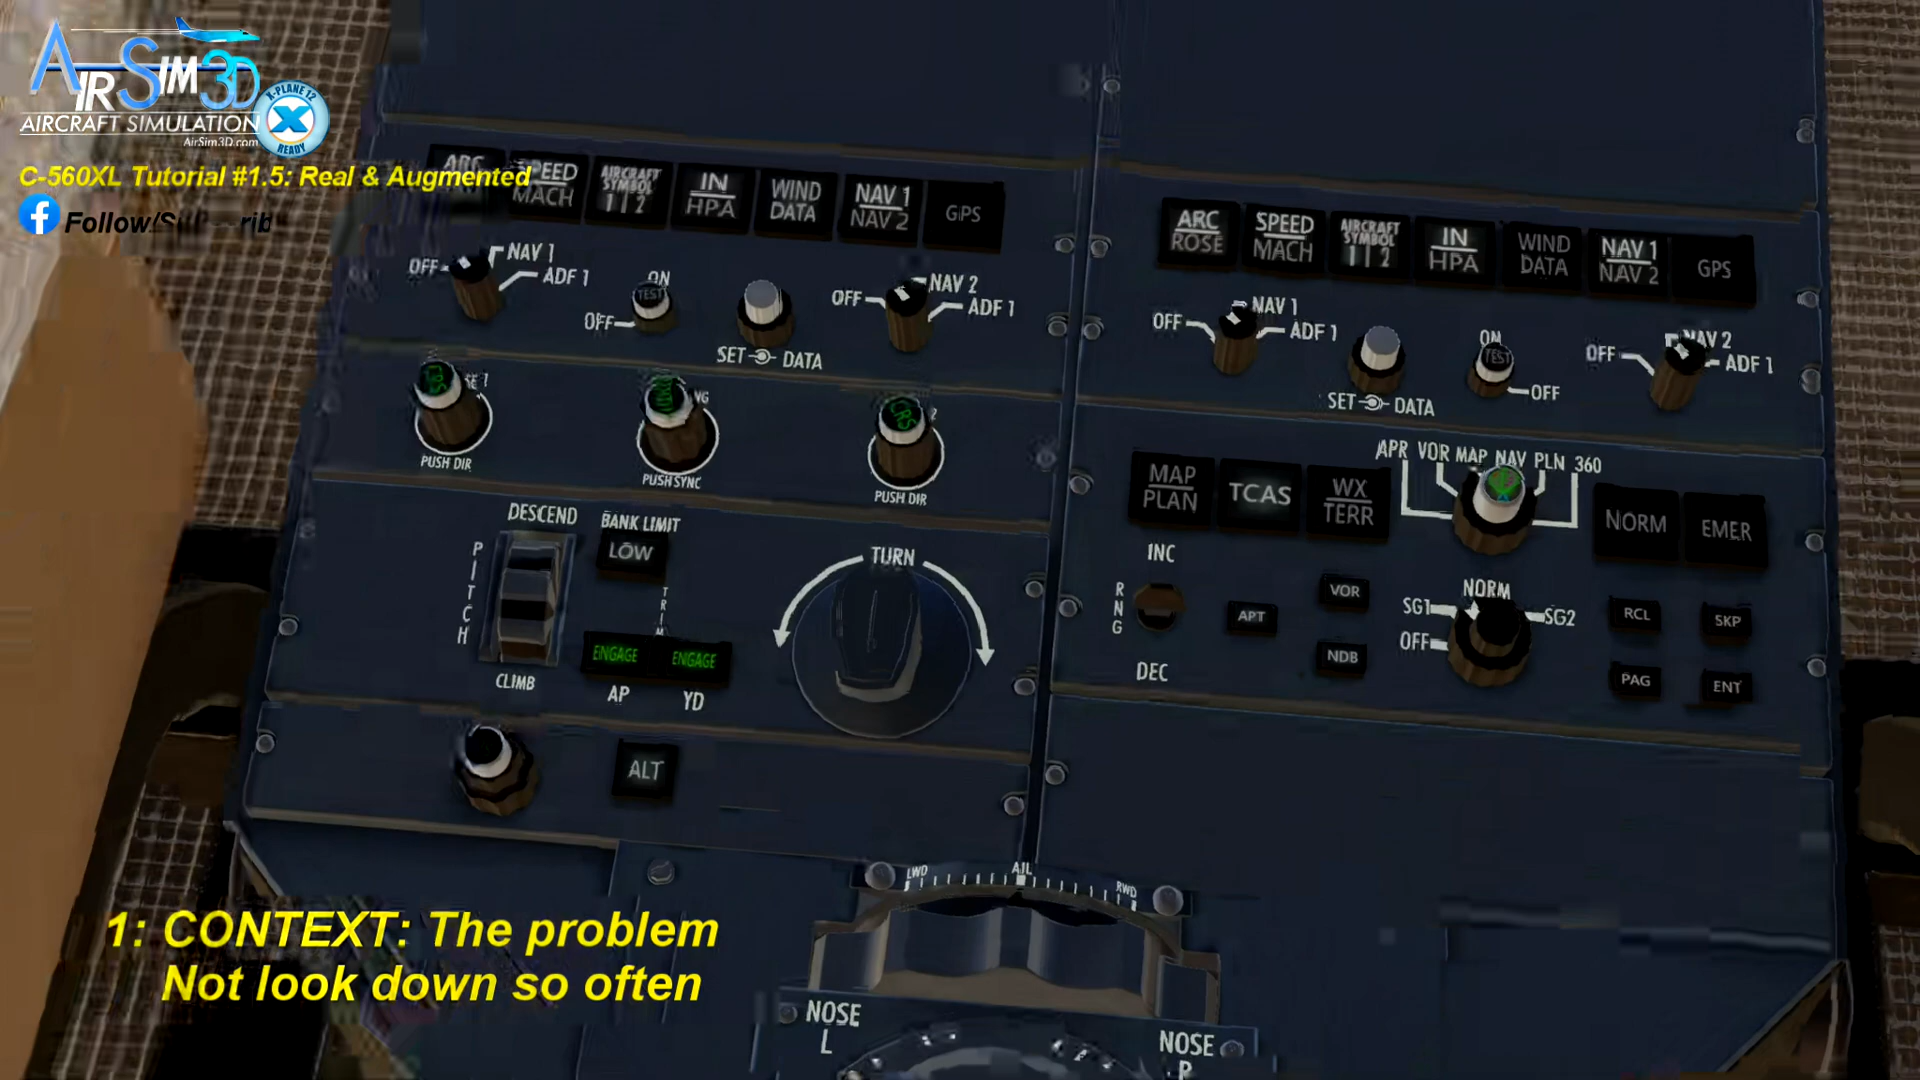 AIRSIM3D
AIRCRAFT SIMULATION
AirSim3D.com
X-PLANE 12
X
READY
C-560XL Tutorial #1.5: Real & Augmented
ARC
SPEED
MACH
AIRCRAFT
SYMBOL
1 | 2
IN
HPA
WIND
DATA
NAV 1
NAV 2
GPS
ARC
ROSE
SPEED
MACH
AIRCRAFT
SYMBOL
1 | 2
IN
HPA
WIND
DATA
NAV 1
NAV 2
GPS
OFF NAV 1 ADF 1
ON
TEST
OFF
SET DATA
OFF NAV 2 ADF 1
OFF NAV 1 ADF 1
SET DATA
ON
TEST
OFF
OFF NAV 2 ADF 1
CRS
PUSH DIR
PUSH SYNC
CRS
PUSH DIR
MAP
PLAN
TCAS
WX
TERR
APR VOR MAP NAV PLN 360
NORM
EMER
DESCEND
PITCH
CLIMB
BANK LIMIT
LOW
TRIM
ENGAGE ENGAGE
AP YD
TURN
INC
RNG
DEC
APT
VOR
NDB
NORM
SG1 SG2
OFF
RCL SKP
PAG ENT
ALT
LWD AIL RWD
1: CONTEXT: The problem
Not look down so often
NOSE
L
NOSE